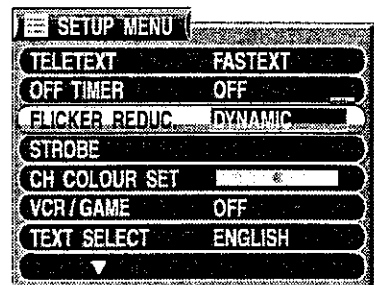 SETUP MENU
TELETEXT FASTEXT
OFF TIMER OFF
FLICKER REDUC. DYNAMIC
STROBE
CH COLOUR SET
VCR / GAME OFF
TEXT SELECT ENGLISH